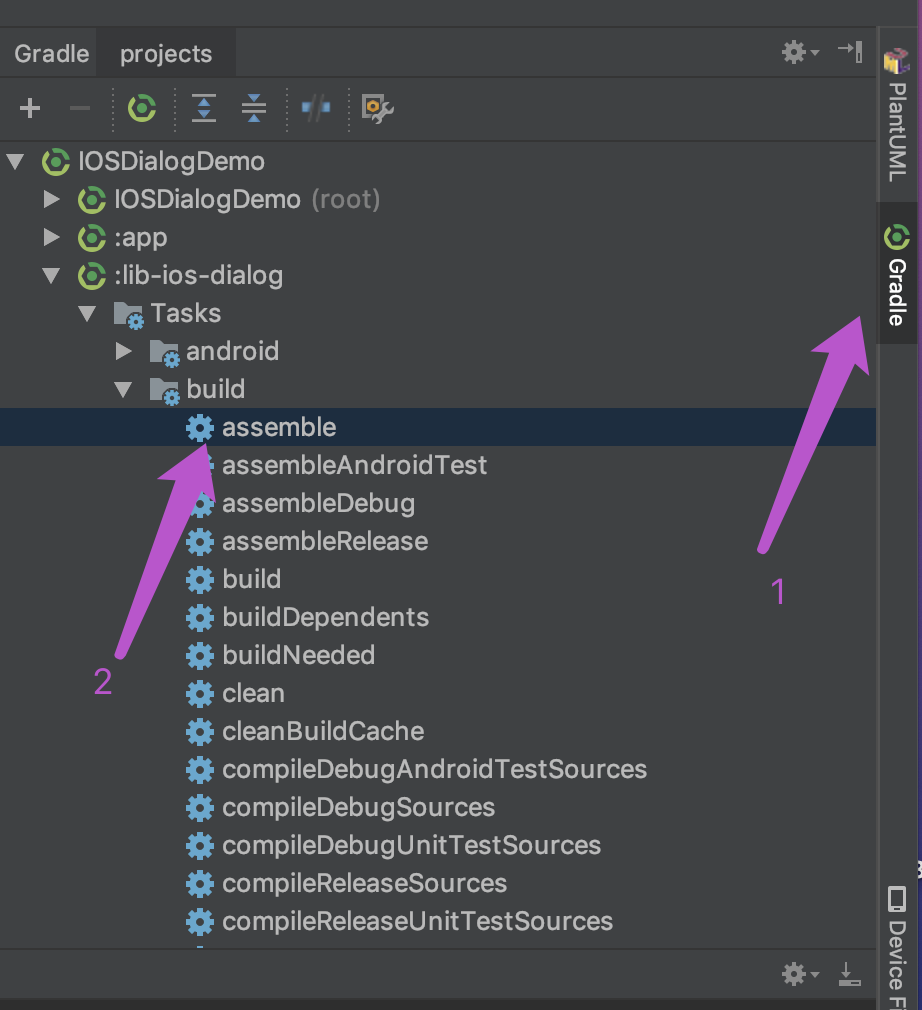 Gradle projects
IOSDialogDemo
IOSDialogDemo (root)
:app
:lib-ios-dialog
Tasks
android
build
assemble
assembleAndroidTest
assembleDebug
assembleRelease
build
buildDependents
buildNeeded
clean
cleanBuildCache
compileDebugAndroidTestSources
compileDebugSources
compileDebugUnitTestSources
compileReleaseSources
compileReleaseUnitTestSources
1
2
PlantUML
Gradle
Device Fi